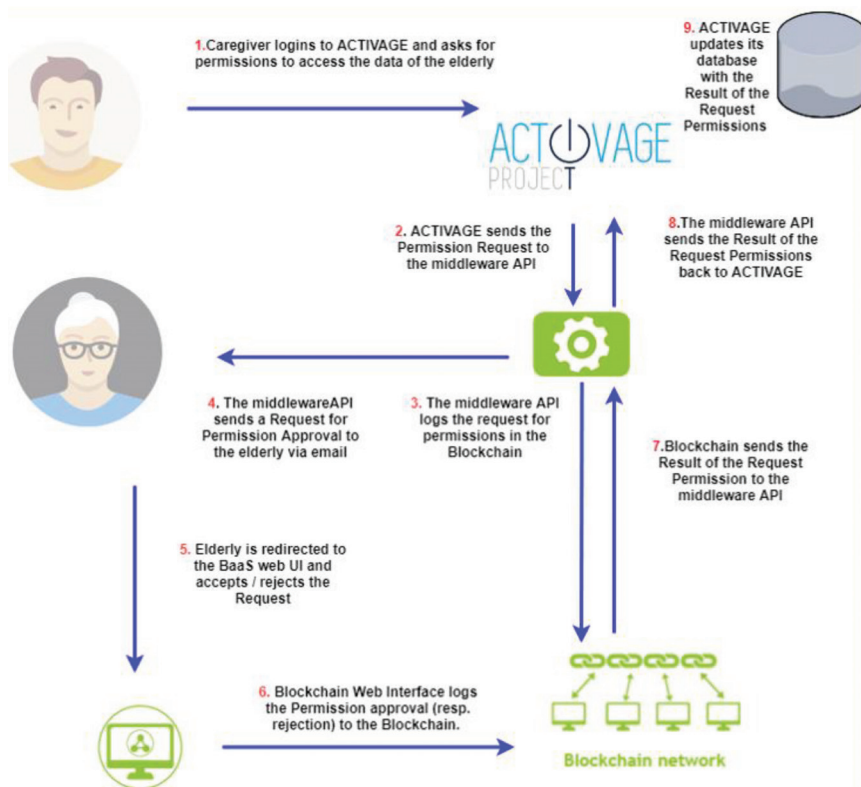 1.Caregiver logins to ACTIVAGE and asks for
permissions to access the data of the elderly
9. ACTIVAGE
updates its
database
with the
Result of the
Request
Permissions
ACTIVAGE
PROJECT
2. ACTIVAGE sends the
Permission Request to
the middleware API
8.The middleware API
sends the Result of the
Request Permissions
back to ACTIVAGE
4. The middlewareAPI
sends a Request for
Permission Approval to
the elderly via email
3. The middleware API
logs the request for
permissions in the
Blockchain
7.Blockchain sends the
Result of the Request
Permission to the
middleware API
5. Elderly is redirected to
the BaaS web UI and
accepts / rejects the
Request
6. Blockchain Web Interface logs
the Permission approval (resp.
rejection) to the Blockchain.
Blockchain network